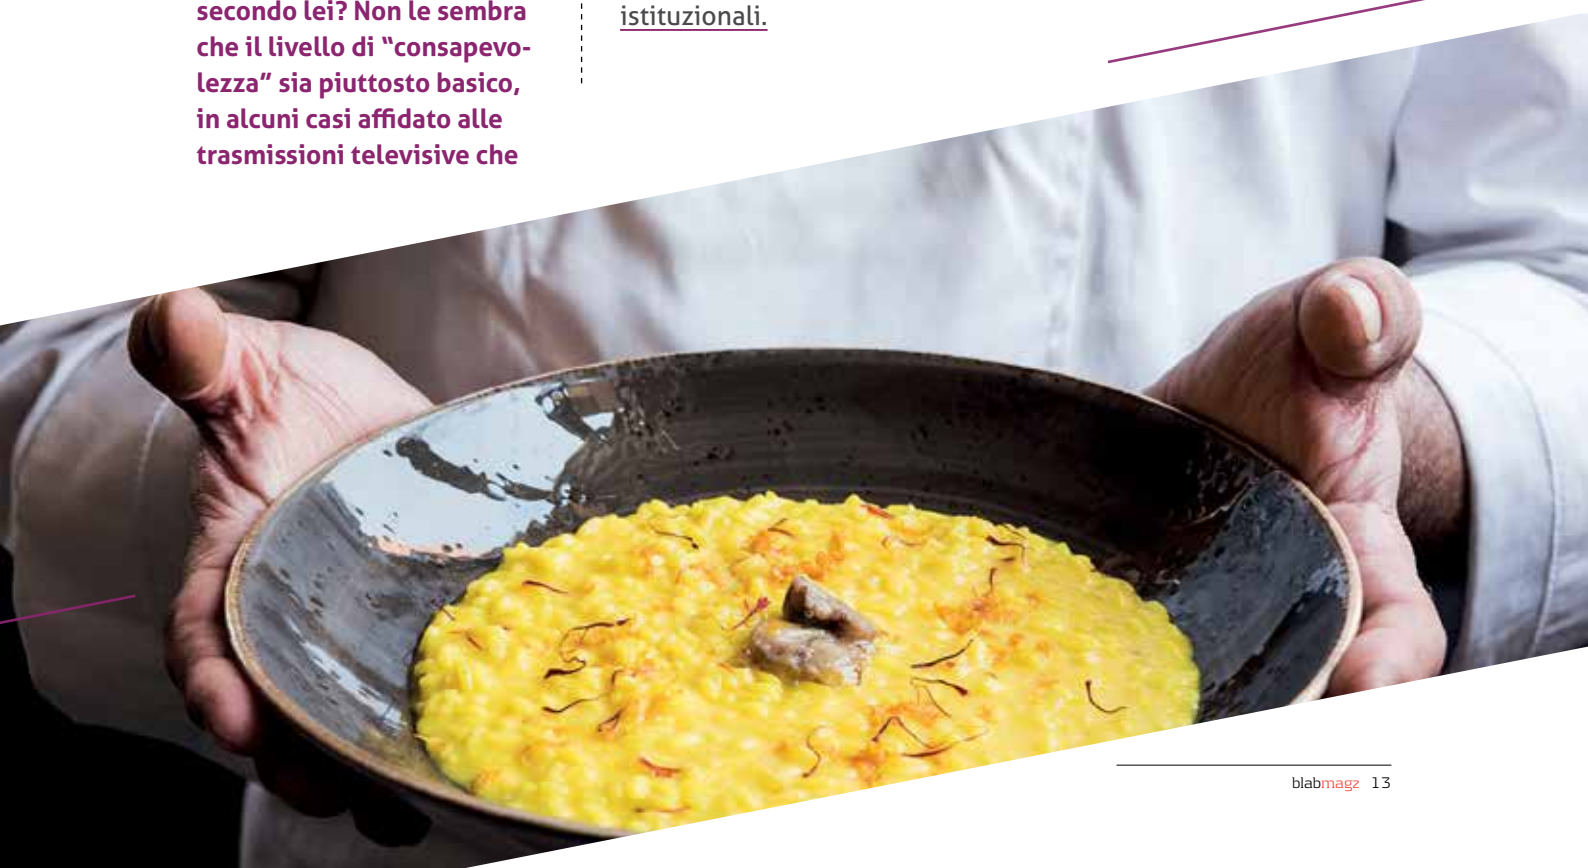 secondo lei? Non le sembra
che il livello di “consapevo-
lezza” sia piuttosto basico,
in alcuni casi affidato alle
trasmissioni televisive che
istituzionali.
blabmagz 13